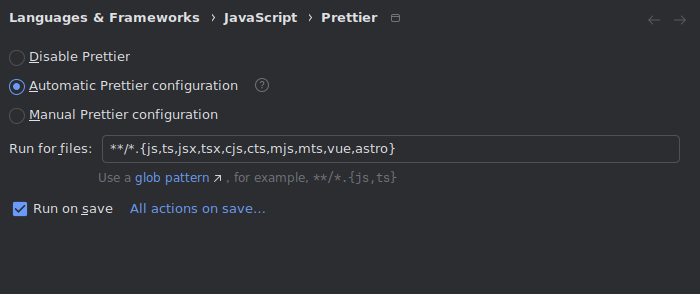 Languages & Frameworks › JavaScript › Prettier
Disable Prettier
Automatic Prettier configuration ?
Manual Prettier configuration
Run for files: **/*.{js,ts,jsx,tsx,cjs,cts,mjs,mts,vue,astro}
Use a glob pattern ↗ , for example, **/*.{js,ts}
Run on save All actions on save...